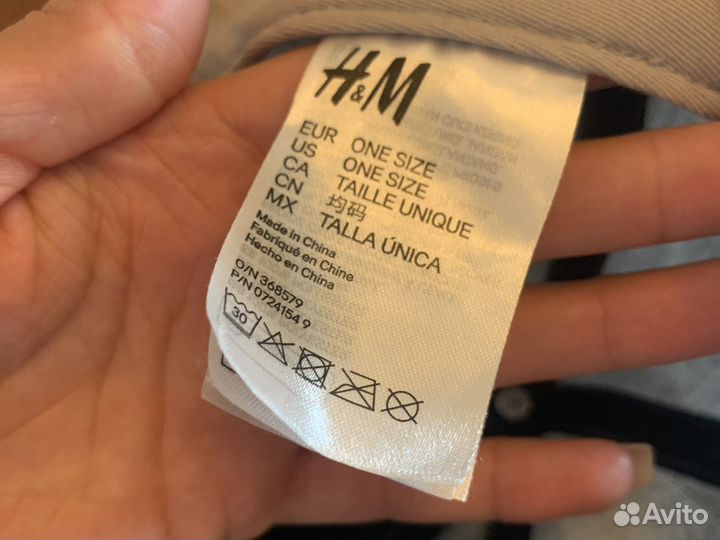 H&M
EUR ONE SIZE
US ONE SIZE
CA TAILLE UNIQUE
CN 均码
MX TALLA ÚNICA
Made in China
Fabriqué en Chine
Hecho en China
O/N 368579
P/N 0724154 9
30
Avito